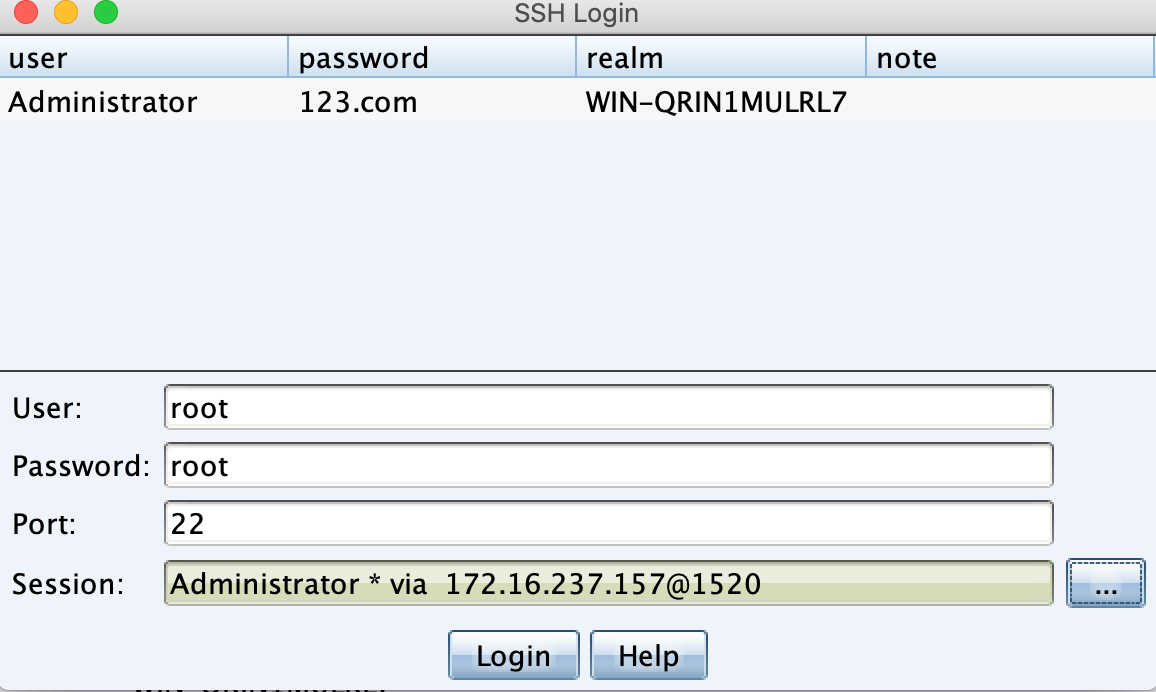 SSH Login
user password realm note
Administrator 123.com WIN-QRIN1MULRL7
User: root
Password: root
Port: 22
Session: Administrator * via 172.16.237.157@1520 ...
Login Help